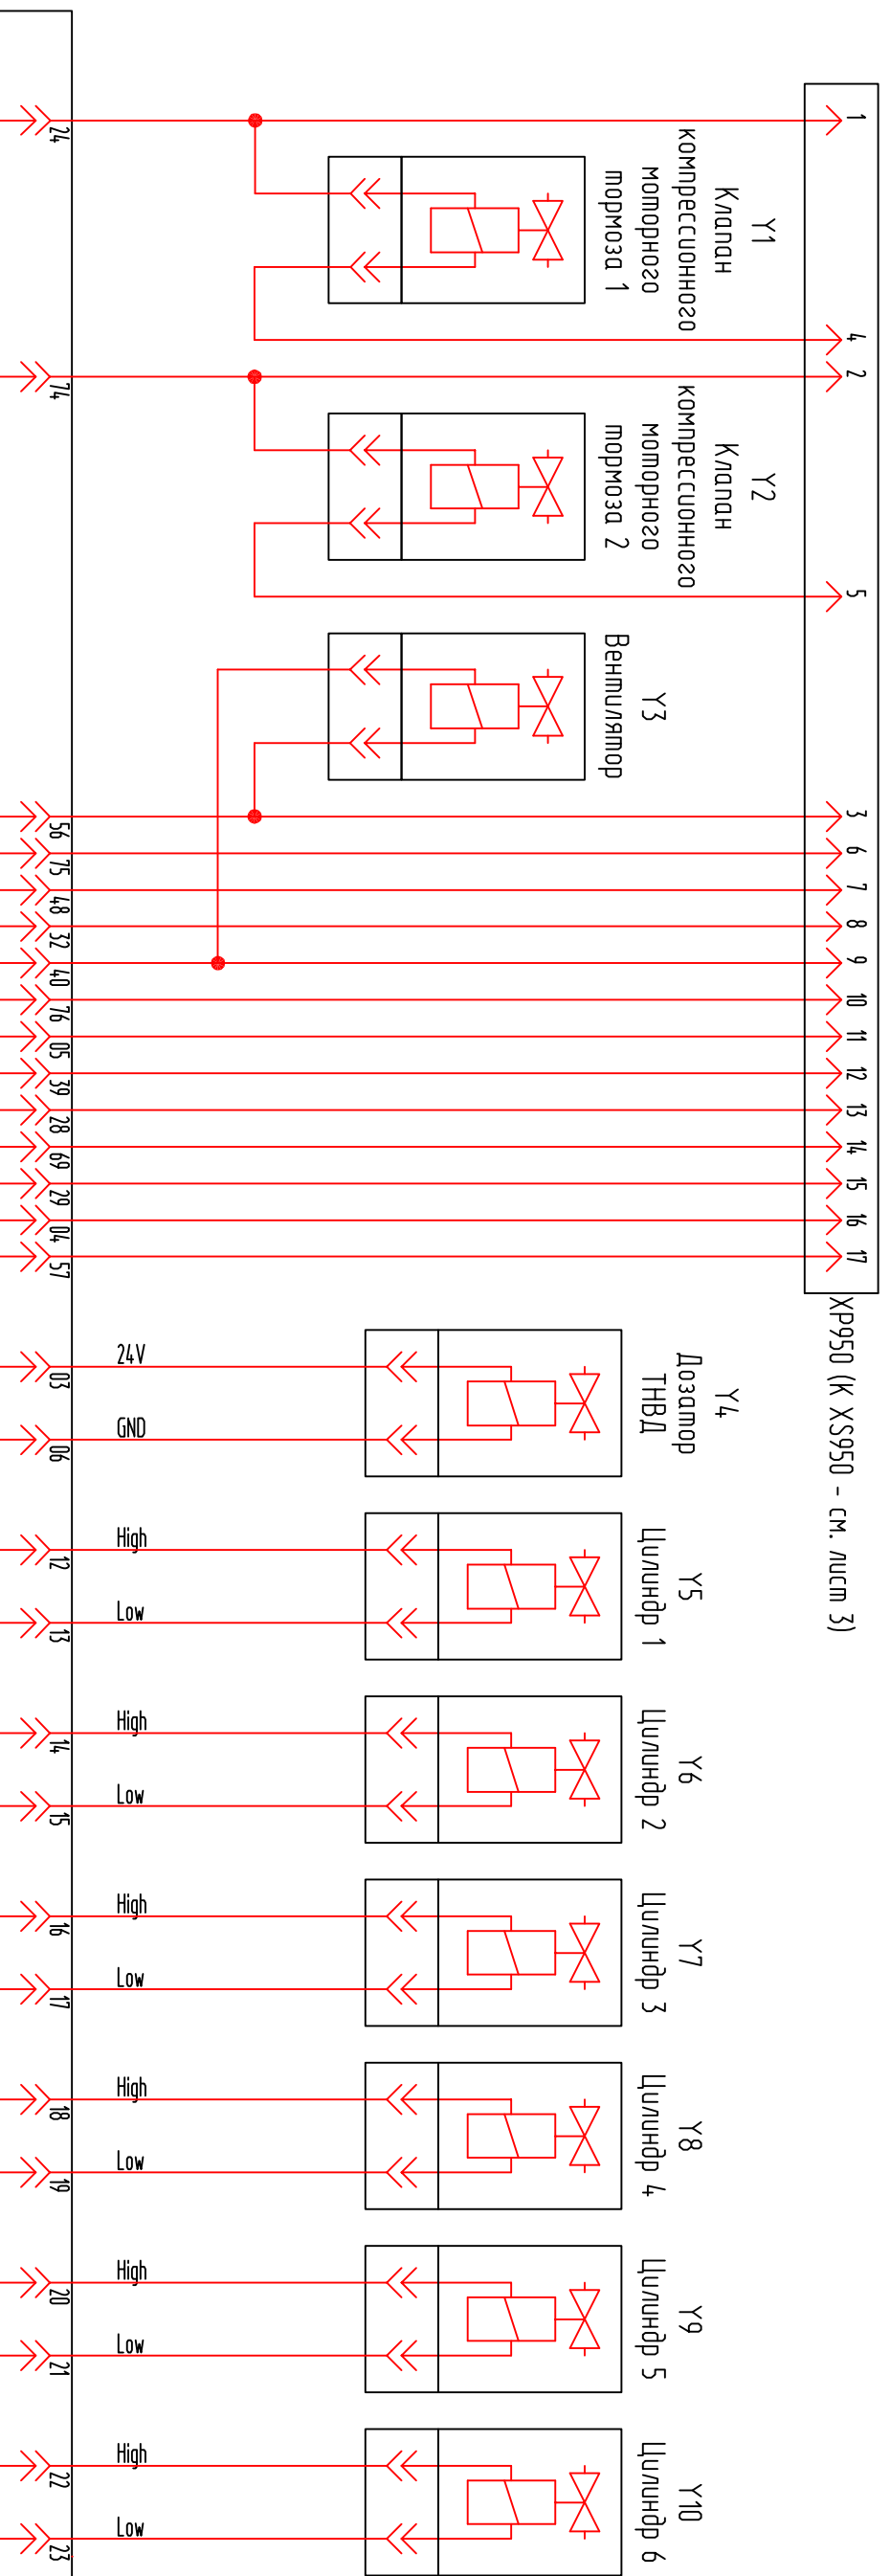 1
4
2
5
3
6
7
8
9
10
11
12
13
14
15
16
17
XP950 (К XS950 - см. лист 3)
Y1
Клапан
компрессионного
моторного
тормоза 1
Y2
Клапан
компрессионного
моторного
тормоза 2
Y3
Вентилятор
Y4
Дозатор
ТНВД
Y5
Цилиндр 1
Y6
Цилиндр 2
Y7
Цилиндр 3
Y8
Цилиндр 4
Y9
Цилиндр 5
Y10
Цилиндр 6
24V
GND
High
Low
High
Low
High
Low
High
Low
High
Low
High
Low
24
74
56
75
48
32
40
76
05
39
28
69
29
04
57
03
06
12
13
14
15
16
17
18
19
20
21
22
23